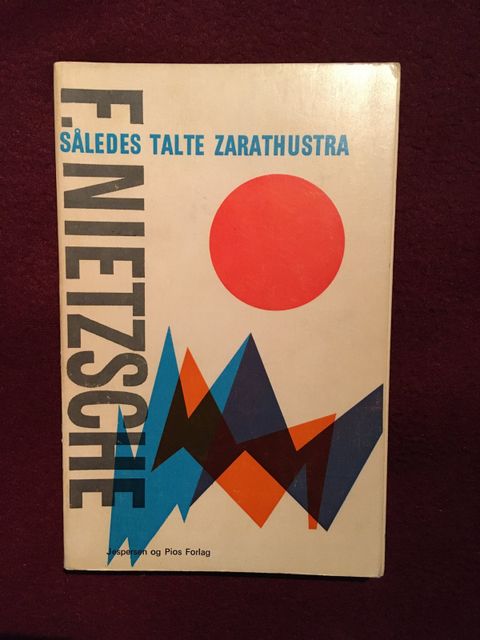 F. NIETZSCHE
SÅLEDES TALTE ZARATHUSTRA
Jespersen og Pios Forlag